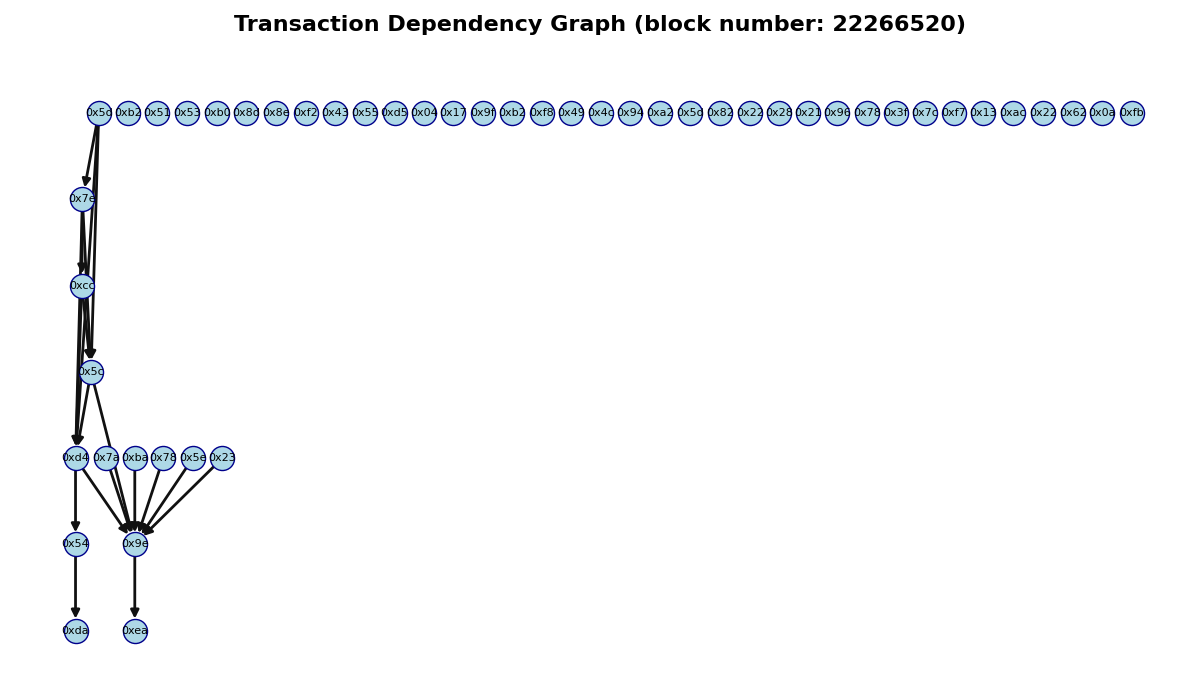 Transaction Dependency Graph (block number: 22266520)
0x5d 0xb2 0x51 0x53 0xb0 0x8d 0x8e 0xf2 0x43 0x55 0xd5 0x04 0x17 0x9f 0xb2 0xf8 0x49 0x4c 0x94 0xa2 0x5d 0x82 0x22 0x28 0x21 0x96 0x78 0x3f 0x7c 0xf7 0x13 0xac 0x22 0x62 0x0a 0xfb
0x7e
0xcc
0x5c
0xd4 0x7a 0xba 0x78 0x5e 0x23
0x54 0x9e
0xda 0xea